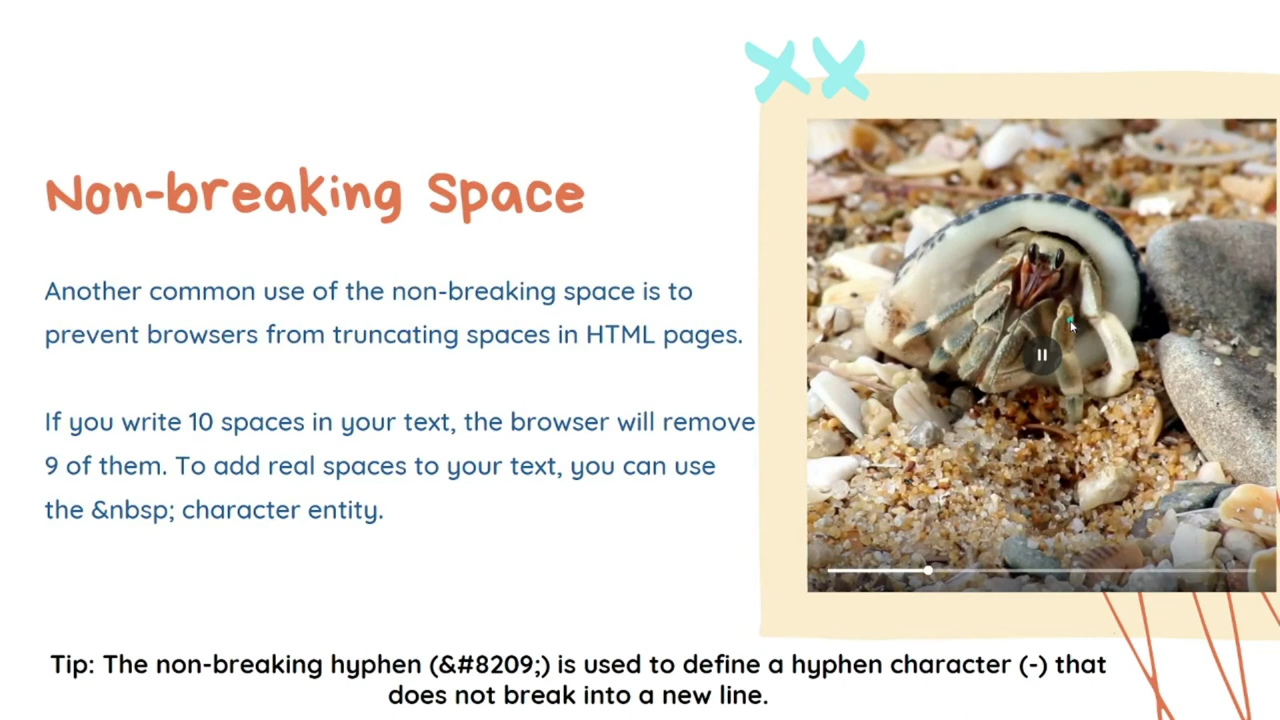 Non-breaking Space
Another common use of the non-breaking space is to
prevent browsers from truncating spaces in HTML pages.
If you write 10 spaces in your text, the browser will remove
9 of them. To add real spaces to your text, you can use
the &nbsp; character entity.
Tip: The non-breaking hyphen (&#8209;) is used to define a hyphen character (-) that
does not break into a new line.